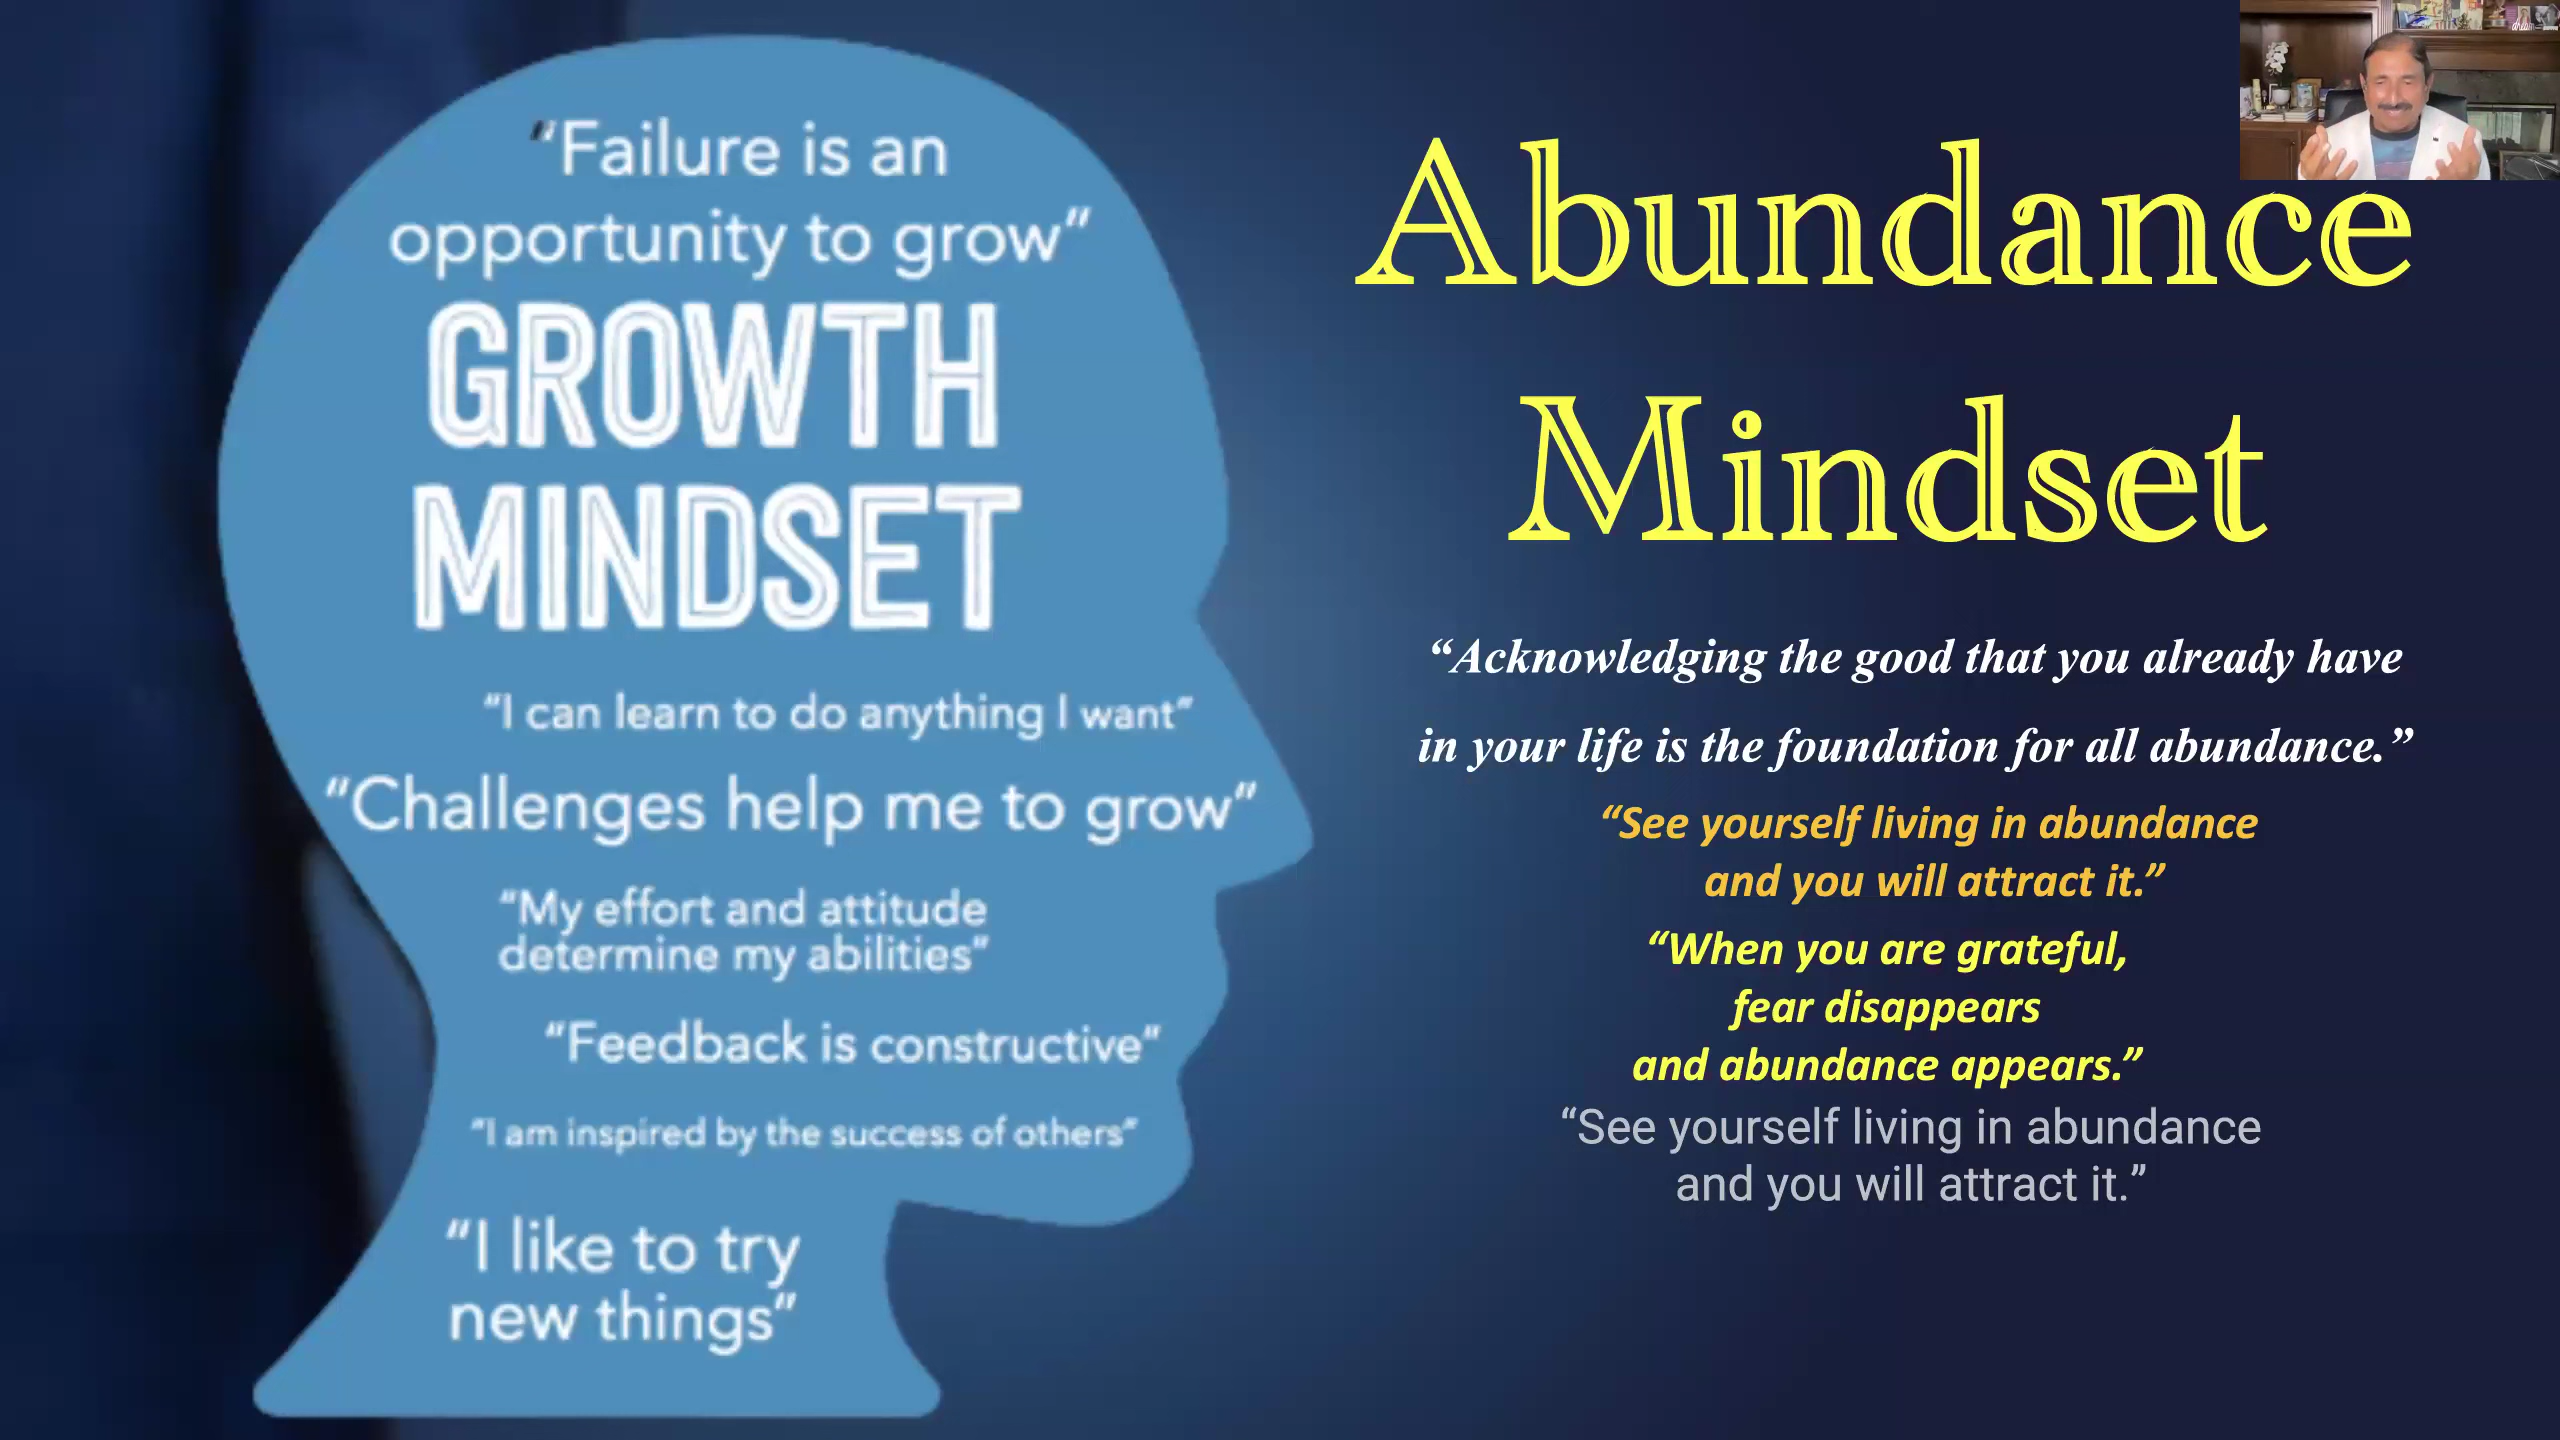 “Failure is an
opportunity to grow”
GROWTH
MINDSET
“I can learn to do anything I want”
“Challenges help me to grow”
“My effort and attitude
determine my abilities”
“Feedback is constructive”
“I am inspired by the success of others”
“I like to try
new things”
Abundance
Mindset
“Acknowledging the good that you already have
in your life is the foundation for all abundance.”
“See yourself living in abundance
and you will attract it.”
“When you are grateful,
fear disappears
and abundance appears.”
“See yourself living in abundance
and you will attract it.”